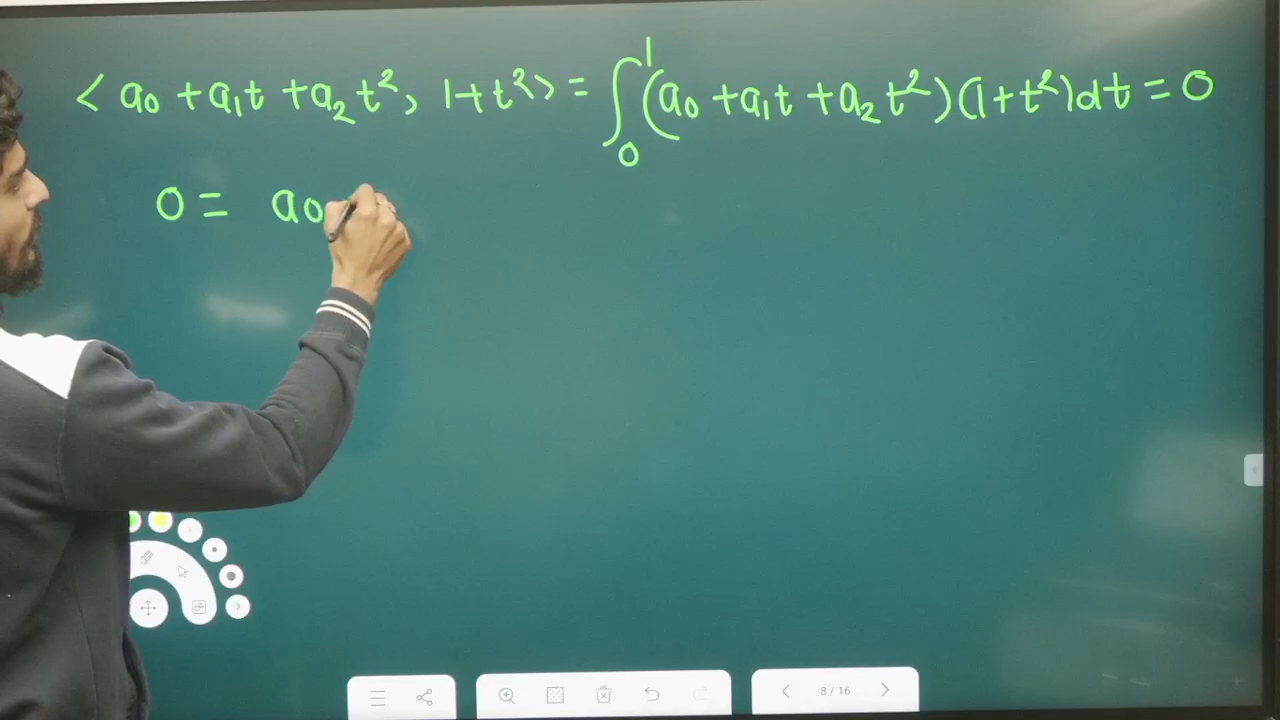 < a₀ + a₁t + a₂t², 1+t² > = ∫₀¹ (a₀ + a₁t + a₂t²)(1+t²)dt = 0
0 = a₀
8 / 16